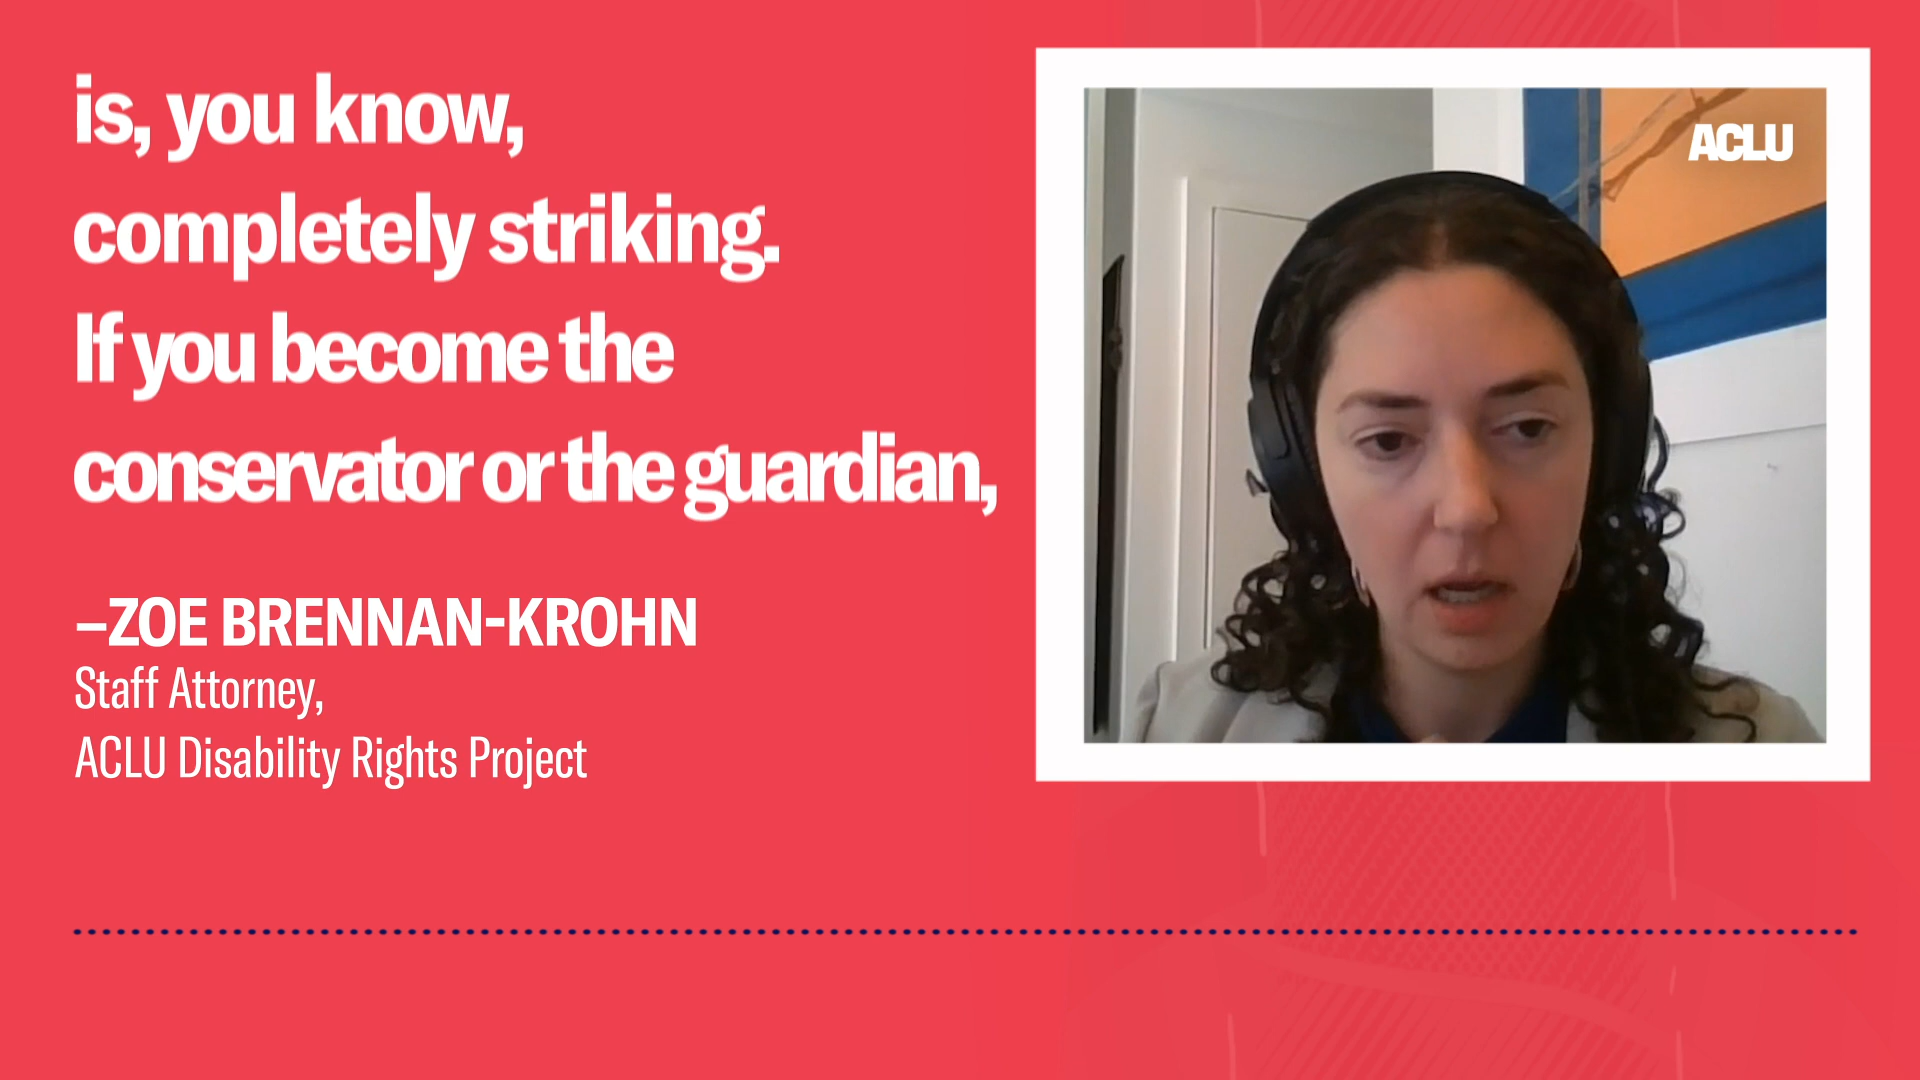 is, you know,
completely striking.
If you become the
conservator or the guardian,
–ZOE BRENNAN-KROHN
Staff Attorney,
ACLU Disability Rights Project
ACLU